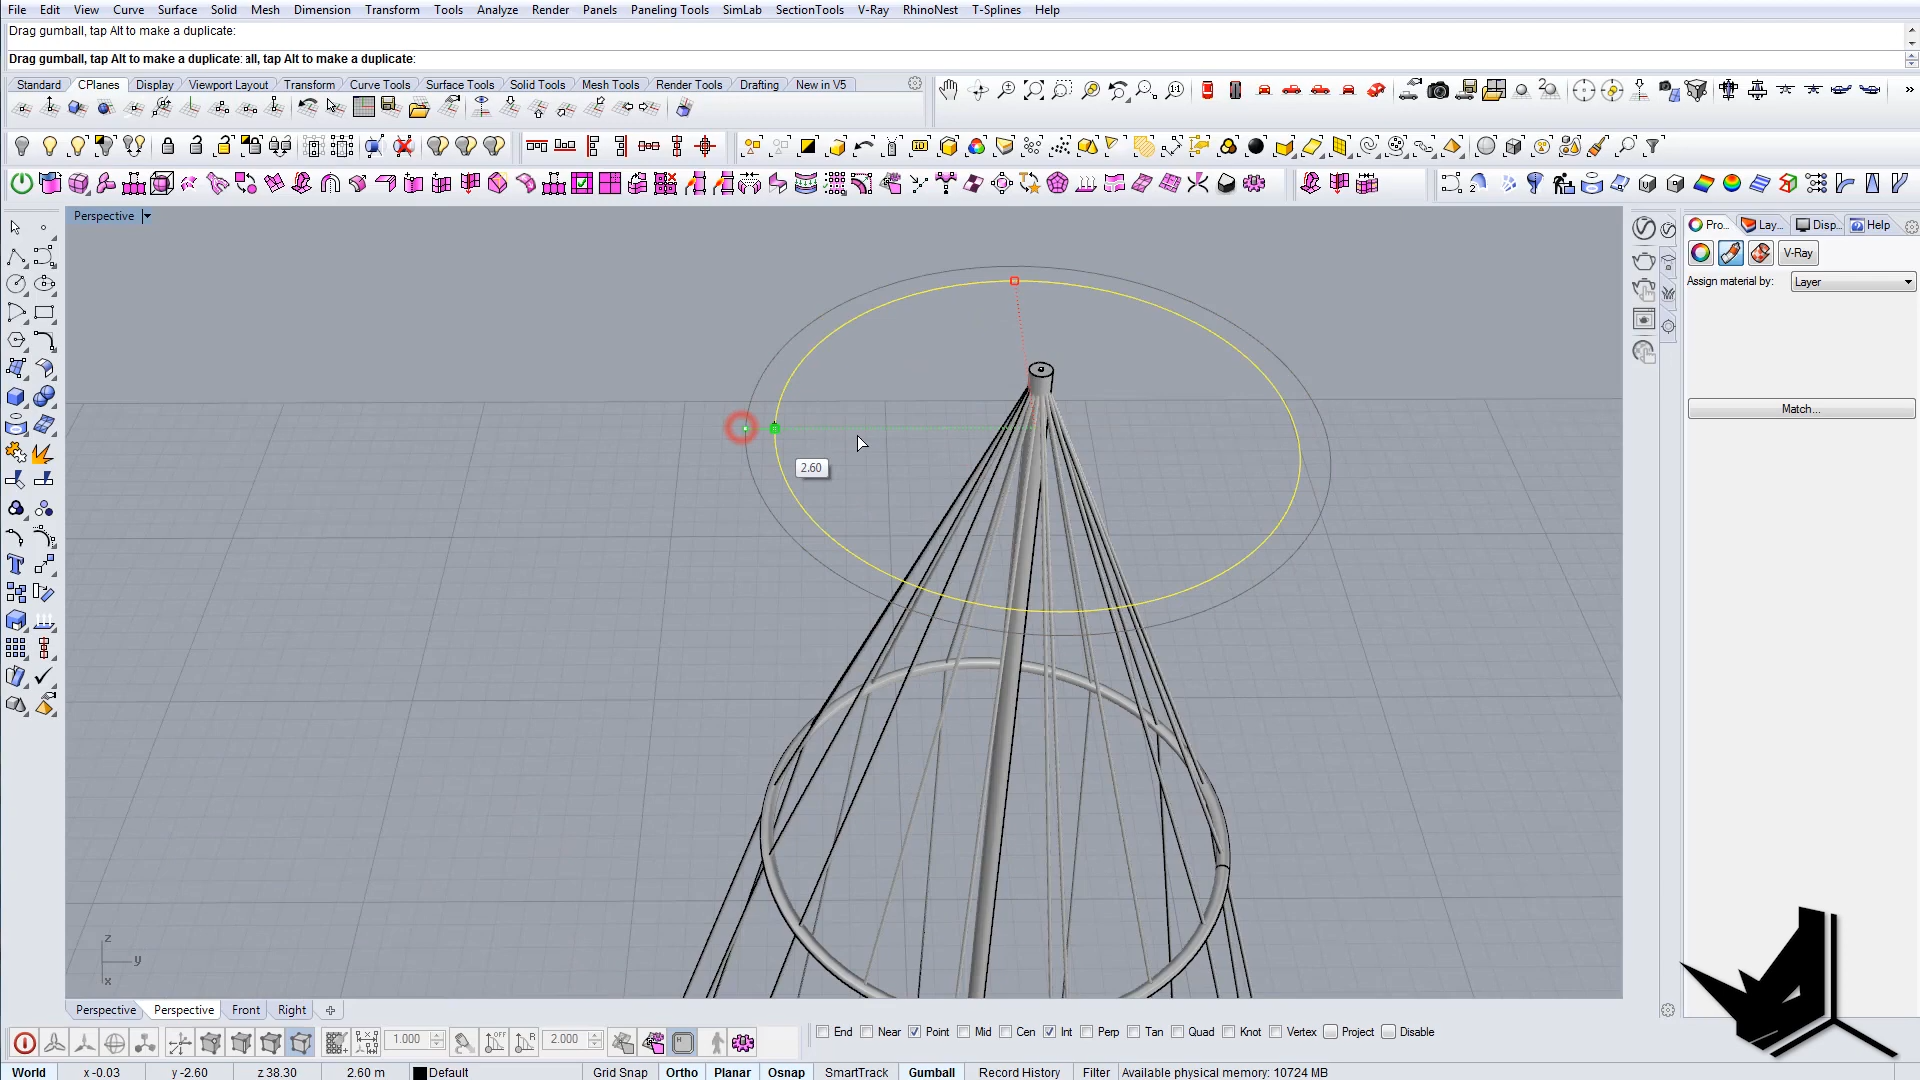 File Edit View Curve Surface Solid Mesh Dimension Transform Tools Analyze Render Panels Paneling Tools SimLab SectionTools V-Ray RhinoNest T-Splines Help
Drag gumball, tap Alt to make a duplicate:
Drag gumball, tap Alt to make a duplicate: all, tap Alt to make a duplicate:
Standard CPlanes Display Viewport Layout Transform Curve Tools Surface Tools Solid Tools Mesh Tools Render Tools Drafting New in V5
Perspective
Pro... Lay... Disp... Help
V-Ray
Assign material by: Layer
Match...
2.60
z
y
x
Perspective Perspective Front Right
1.000 2.000 End Near Point Mid Cen Int Perp Tan Quad Knot Vertex Project Disable
World x -0.03 y -2.60 z 38.30 2.60 m Default Grid Snap Ortho Planar Osnap SmartTrack Gumball Record History Filter Available physical memory: 10724 MB